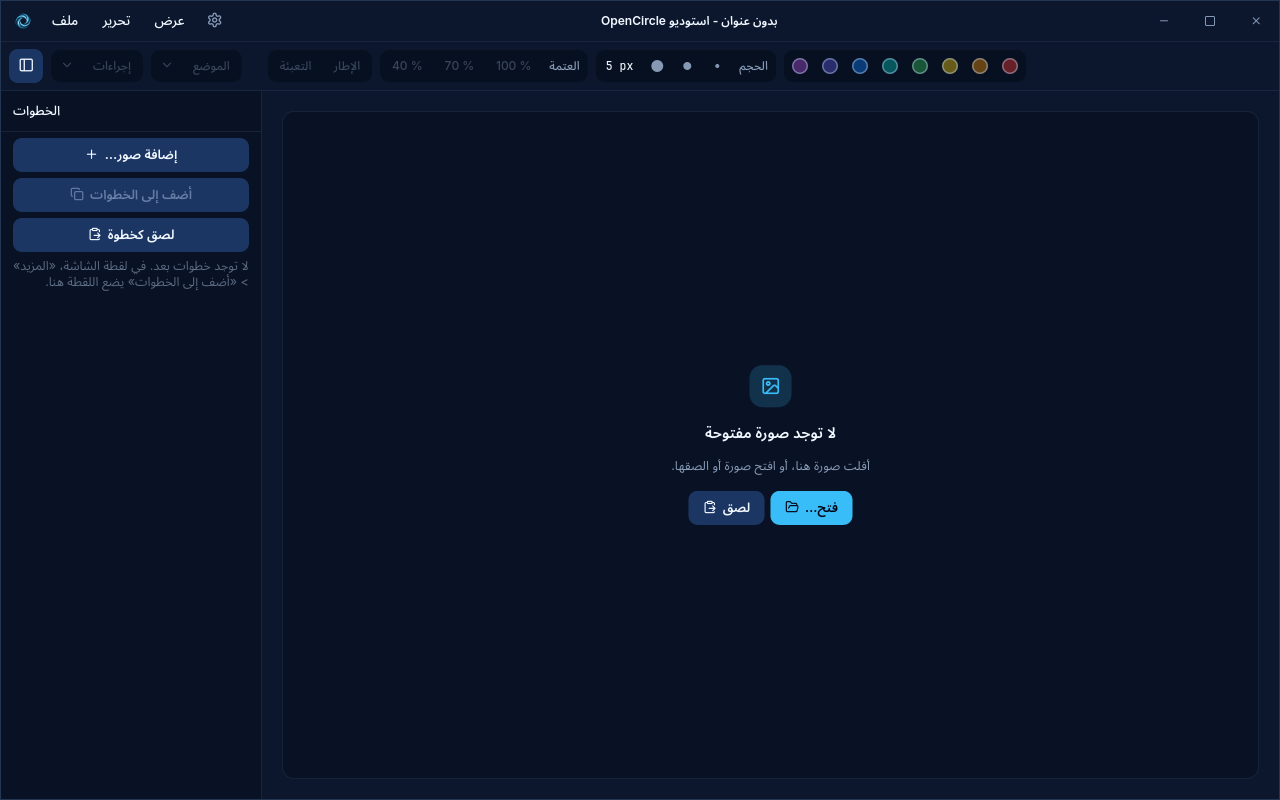 ملف
تحرير
عرض
بدون عنوان - استوديو OpenCircle
إجراءات
الموضع
التعبئة
الإطار
40 %
70 %
100 %
العتمة
5 px
الحجم
الخطوات
إضافة صور...
أضف إلى الخطوات
لصق كخطوة
لا توجد خطوات بعد. في لقطة الشاشة، «المزيد»
> «أضف إلى الخطوات» يضع اللقطة هنا.
لا توجد صورة مفتوحة
أفلت صورة هنا، أو افتح صورة أو الصقها.
فتح...
لصق